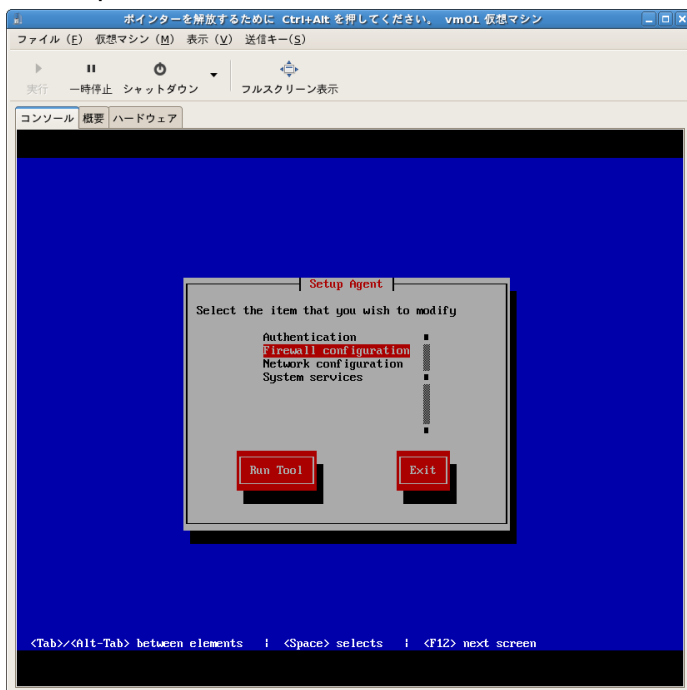 ポインターを解放するために Ctrl+Alt を押してください。 vm01 仮想マシン
ファイル (F) 仮想マシン (M) 表示 (V) 送信キー(S)
実行 一時停止 シャットダウン フルスクリーン表示
コンソール 概要 ハードウェア
Setup Agent
Select the item that you wish to modify
Authentication
Firewall configuration
Network configuration
System services
Run Tool Exit
<Tab>/<Alt-Tab> between elements | <Space> selects | <F12> next screen